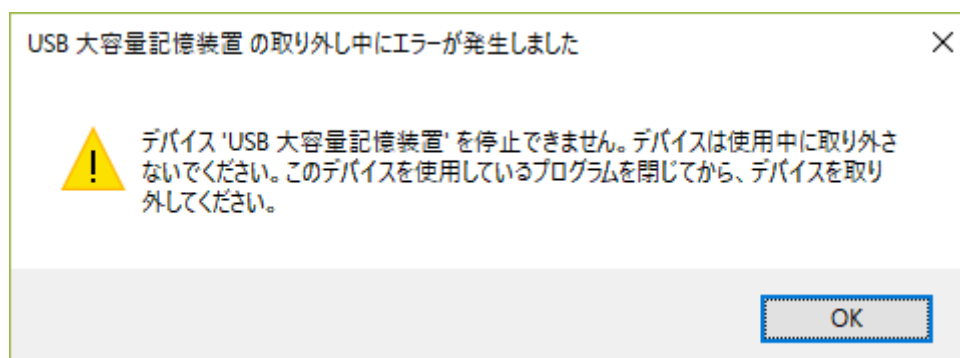 USB 大容量記憶装置 の取り外し中にエラーが発生しました
デバイス 'USB 大容量記憶装置' を停止できません。デバイスは使用中に取り外さ
ないでください。このデバイスを使用しているプログラムを閉じてから、デバイスを取り
外してください。
OK